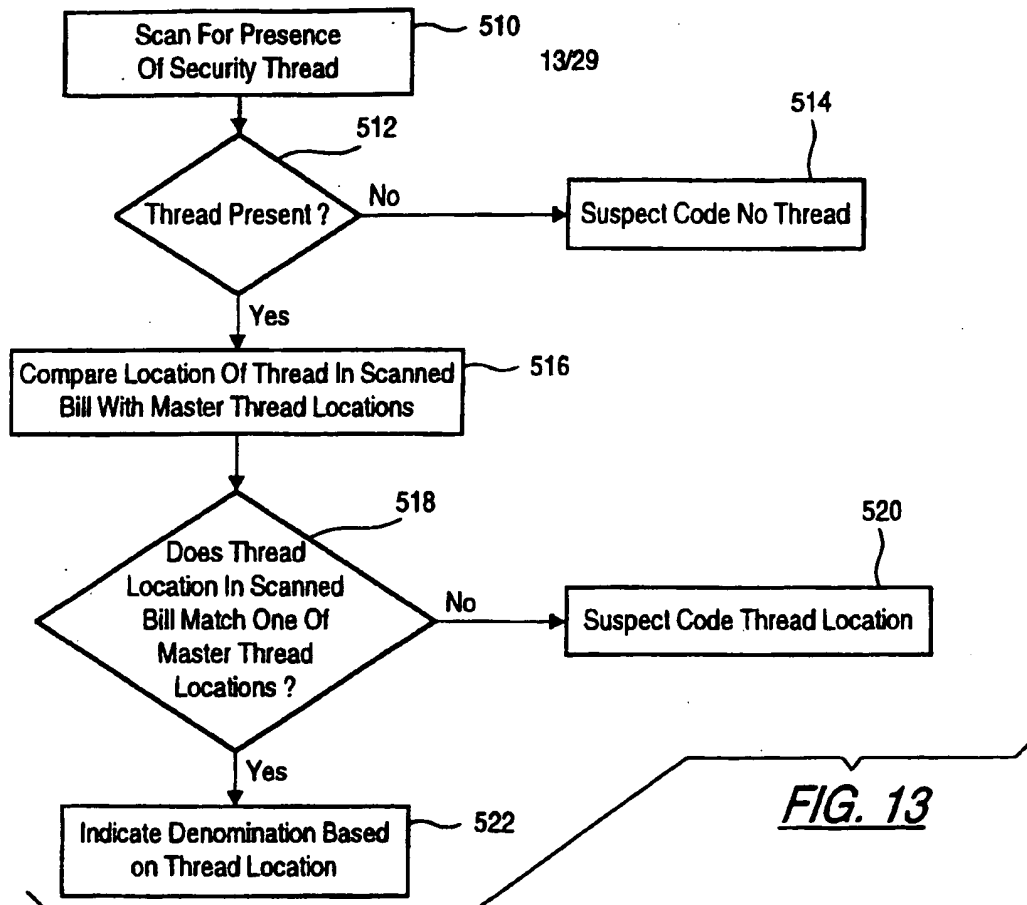 Scan For Presence
Of Security Thread
510
13/29
512
Thread Present ?
No
514
Suspect Code No Thread
Yes
Compare Location Of Thread In Scanned
Bill With Master Thread Locations
516
518
Does Thread
Location In Scanned
Bill Match One Of
Master Thread
Locations ?
No
520
Suspect Code Thread Location
Yes
Indicate Denomination Based
on Thread Location
522
FIG. 13